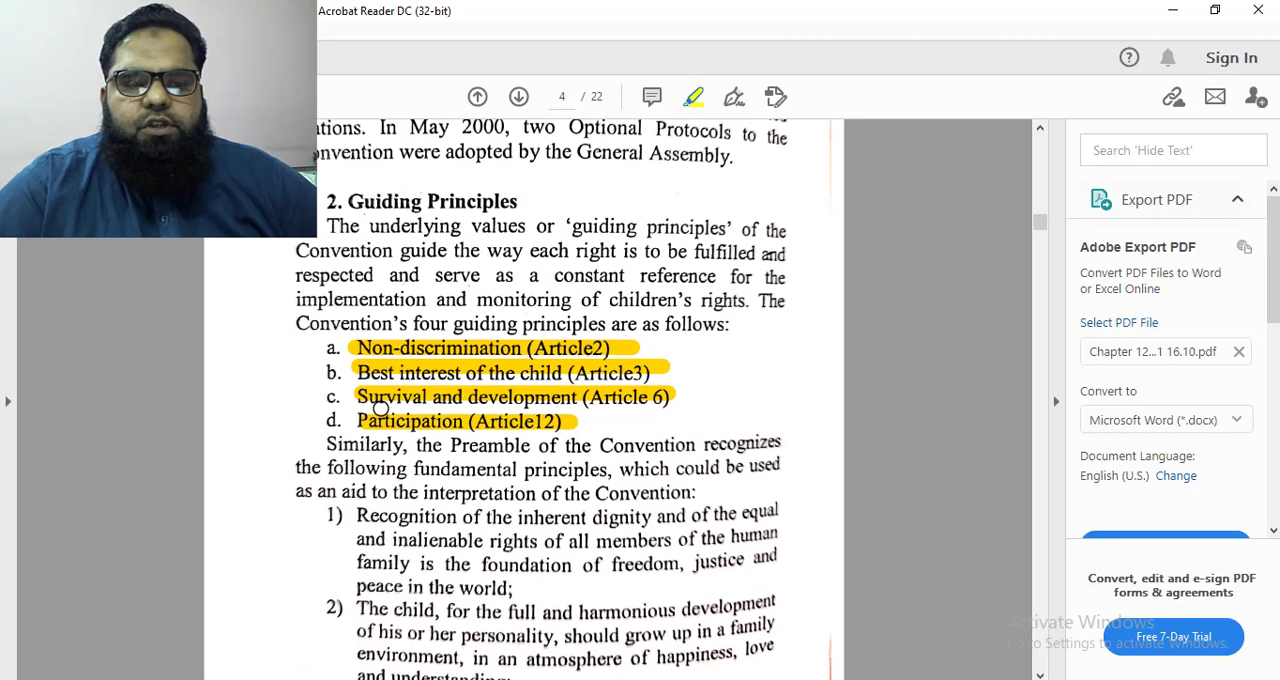 Acrobat Reader DC (32-bit)
Sign In
4 / 22
ntions. In May 2000, two Optional Protocols to the
onvention were adopted by the General Assembly.
2. Guiding Principles
The underlying values or ‘guiding principles’ of the
Convention guide the way each right is to be fulfilled and
respected and serve as a constant reference for the
implementation and monitoring of children’s rights. The
Convention’s four guiding principles are as follows:
a. Non-discrimination (Article2)
b. Best interest of the child (Article3)
c. Survival and development (Article 6)
d. Participation (Article12)
Similarly, the Preamble of the Convention recognizes
the following fundamental principles, which could be used
as an aid to the interpretation of the Convention:
1) Recognition of the inherent dignity and of the equal
and inalienable rights of all members of the human
family is the foundation of freedom, justice and
peace in the world;
2) The child, for the full and harmonious development
of his or her personality, should grow up in a family
environment, in an atmosphere of happiness, love
and understanding;
Search 'Hide Text'
Export PDF
Adobe Export PDF
Convert PDF Files to Word
or Excel Online
Select PDF File
Chapter 12...1 16.10.pdf
Convert to
Microsoft Word (*.docx)
Document Language:
English (U.S.) Change
Convert, edit and e-sign PDF
forms & agreements
Free 7-Day Trial
Activate Windows
Go to Settings to activate Windows.